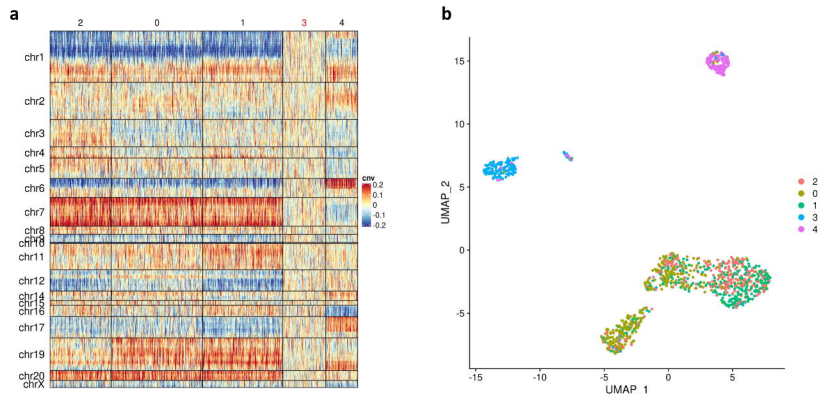 a
2 0 1 3 4
chr1
chr2
chr3
chr4
chr5
chr6
chr7
chr8
chr9
chr10
chr11
chr12
chr14
chr15
chr16
chr17
chr19
chr20
chrX
cnv
0.2
0.1
0
-0.1
-0.2
b
UMAP_2
15
10
5
0
-5
-15 -10 -5 0 5
UMAP_1
2
0
1
3
4